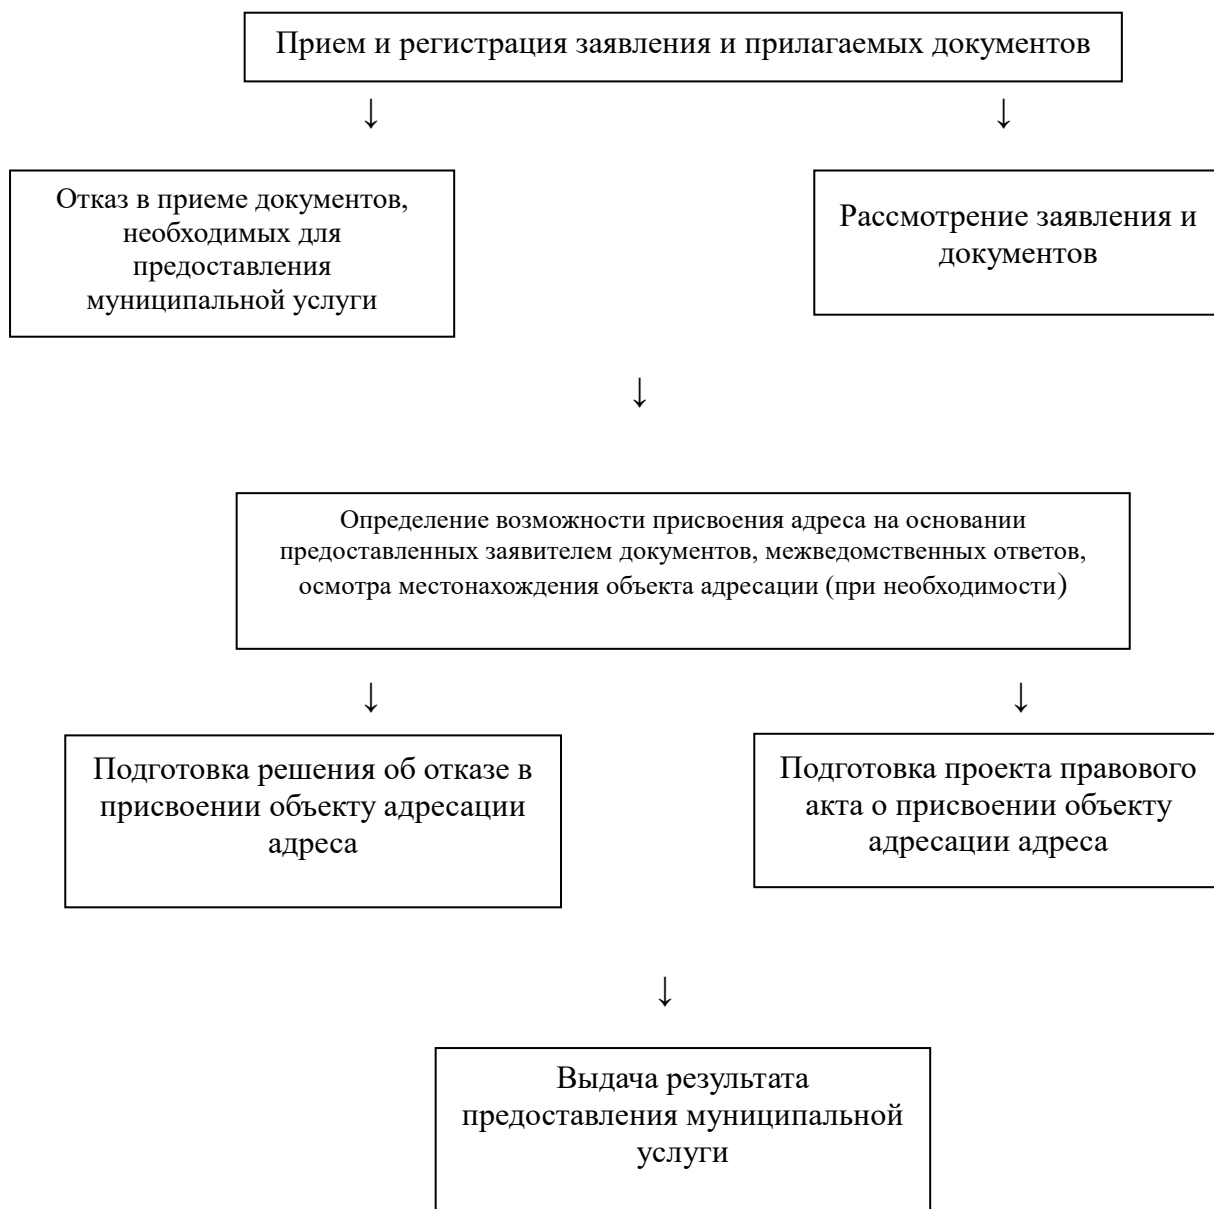 Прием и регистрация заявления и прилагаемых документов
↓ ↓
Отказ в приеме документов,
необходимых для
предоставления
муниципальной услуги
Рассмотрение заявления и
документов
↓
Определение возможности присвоения адреса на основании
предоставленных заявителем документов, межведомственных ответов,
осмотра местонахождения объекта адресации (при необходимости)
↓ ↓
Подготовка решения об отказе в
присвоении объекту адресации
адреса
Подготовка проекта правового
акта о присвоении объекту
адресации адреса
↓
Выдача результата
предоставления муниципальной
услуги